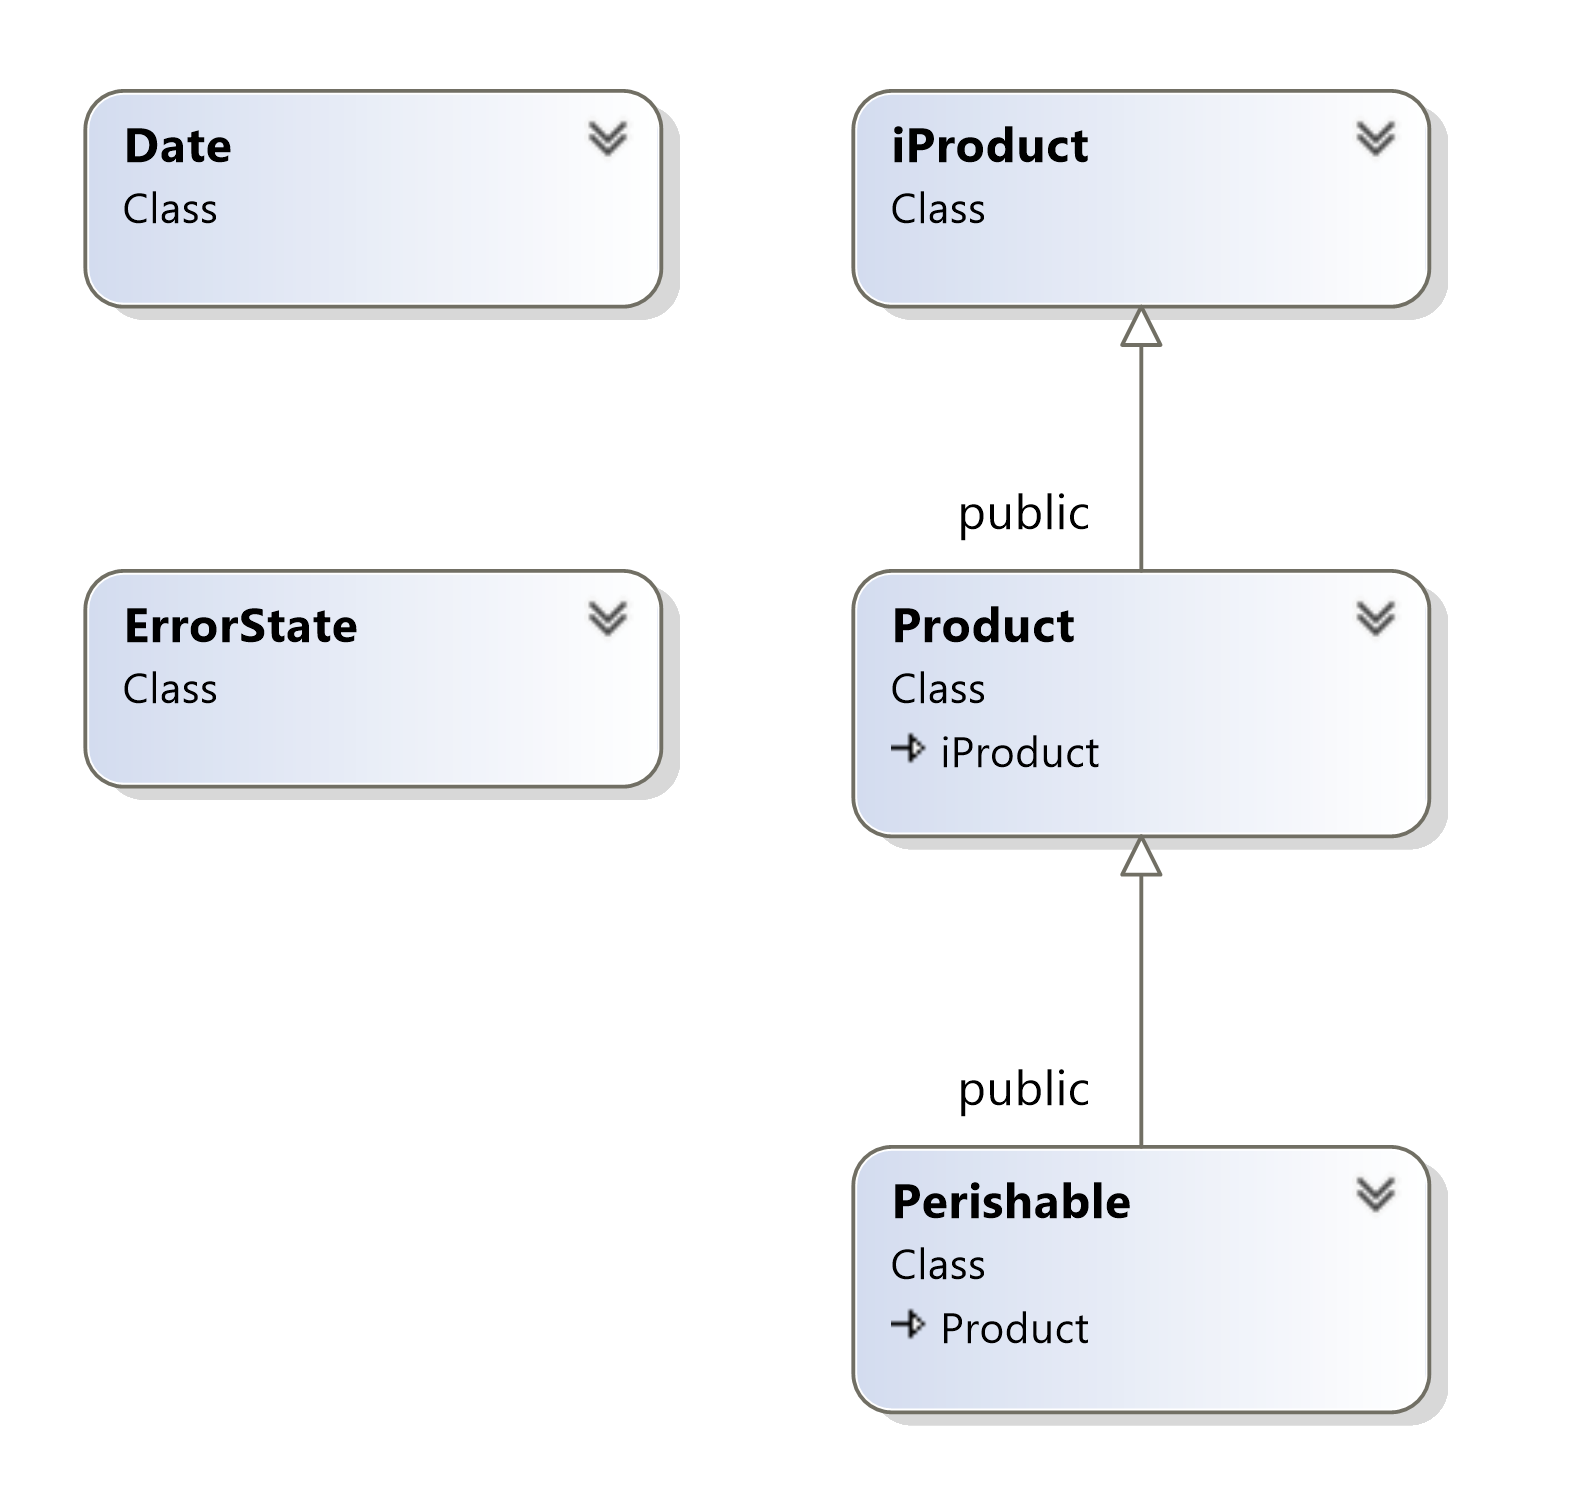 Date
Class
iProduct
Class
public
ErrorState
Class
Product
Class
iProduct
public
Perishable
Class
Product